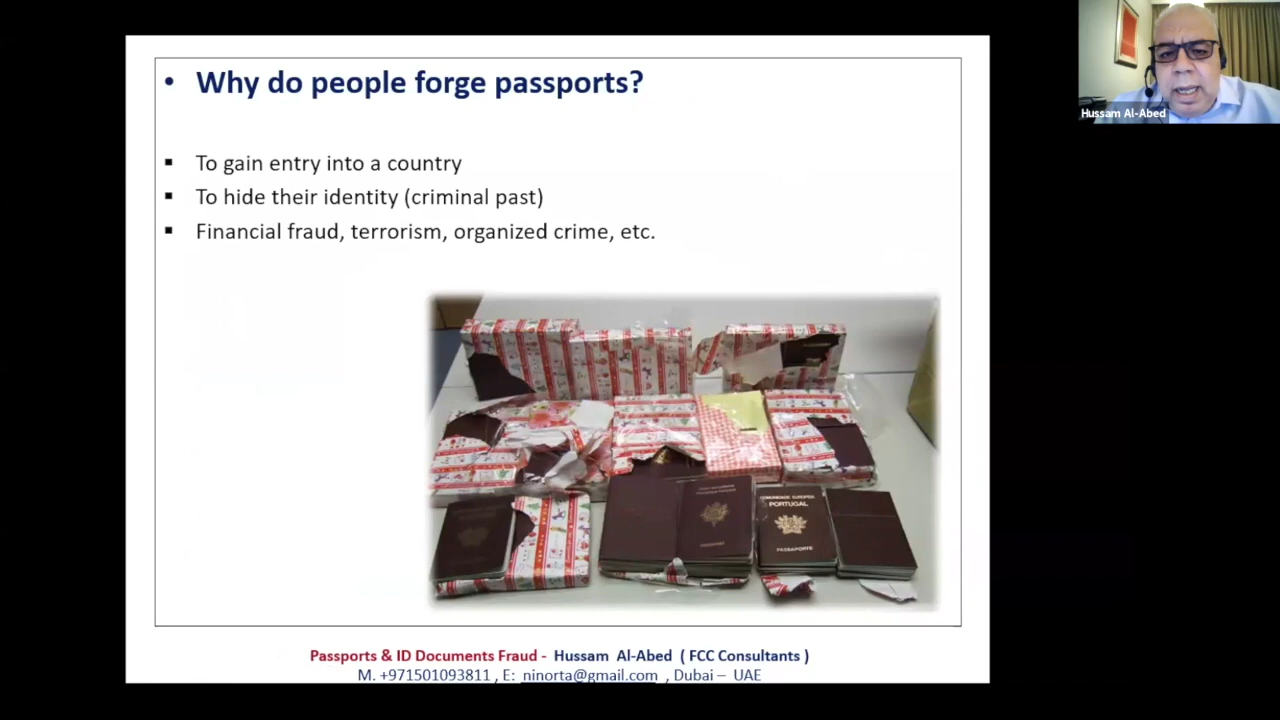 • Why do people forge passports?
▪ To gain entry into a country
▪ To hide their identity (criminal past)
▪ Financial fraud, terrorism, organized crime, etc.
COMUNIDADE EUROPEIA
PORTUGAL
PASSAPORTE
Passports & ID Documents Fraud - Hussam Al-Abed ( FCC Consultants )
M. +971501093811 , E: ninorta@gmail.com , Dubai – UAE
Hussam Al-Abed